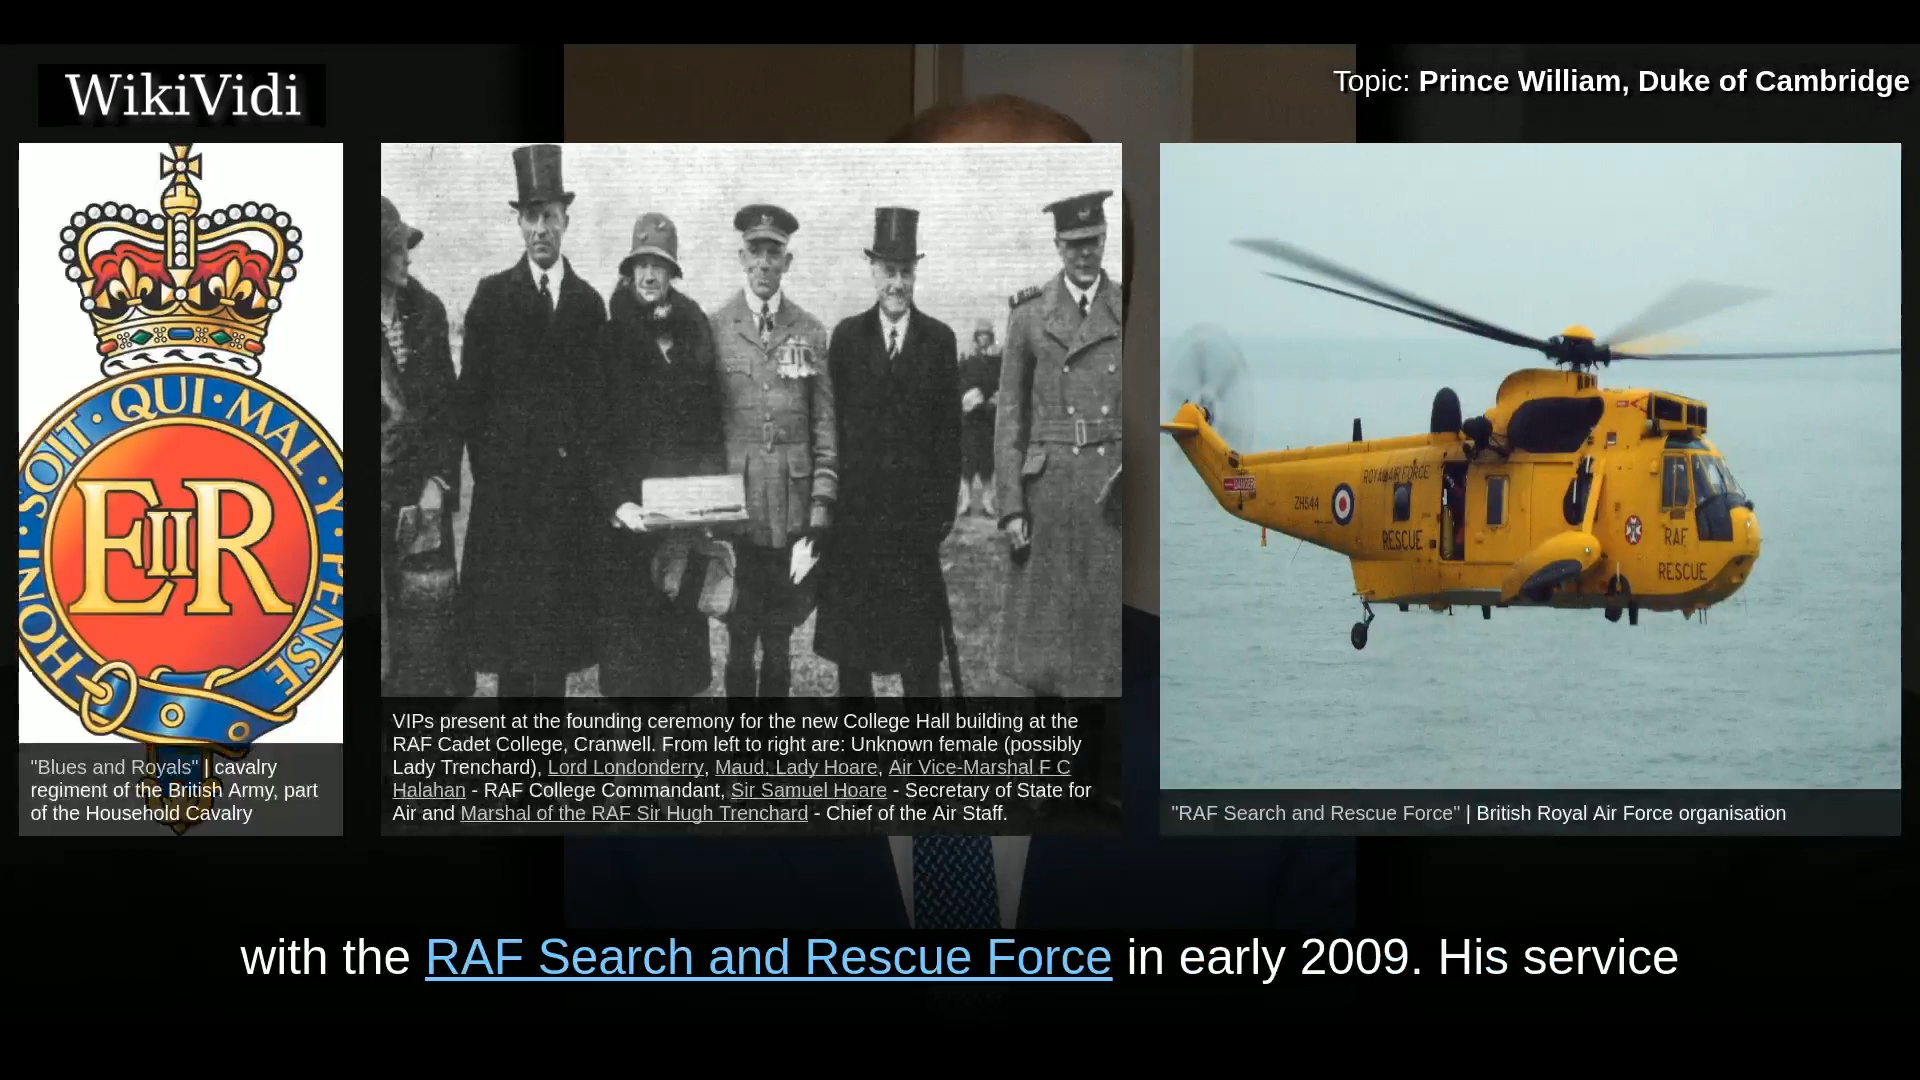 WikiVidi
Topic: Prince William, Duke of Cambridge
HONI · SOIT · QUI · MAL · Y · PENSE
EIIR
"Blues and Royals" | cavalry
regiment of the British Army, part
of the Household Cavalry
VIPs present at the founding ceremony for the new College Hall building at the
RAF Cadet College, Cranwell. From left to right are: Unknown female (possibly
Lady Trenchard), Lord Londonderry, Maud, Lady Hoare, Air Vice-Marshal F C
Halahan - RAF College Commandant, Sir Samuel Hoare - Secretary of State for
Air and Marshal of the RAF Sir Hugh Trenchard - Chief of the Air Staff.
DANGER
ROYAL AIR FORCE
ZH544
RESCUE
RAF
RESCUE
"RAF Search and Rescue Force" | British Royal Air Force organisation
with the RAF Search and Rescue Force in early 2009. His service